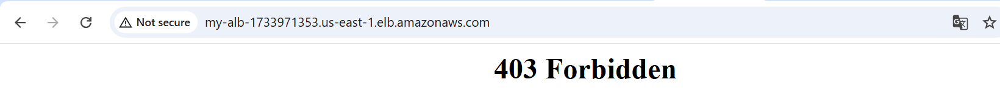 Not secure my-alb-1733971353.us-east-1.elb.amazonaws.com
403 Forbidden